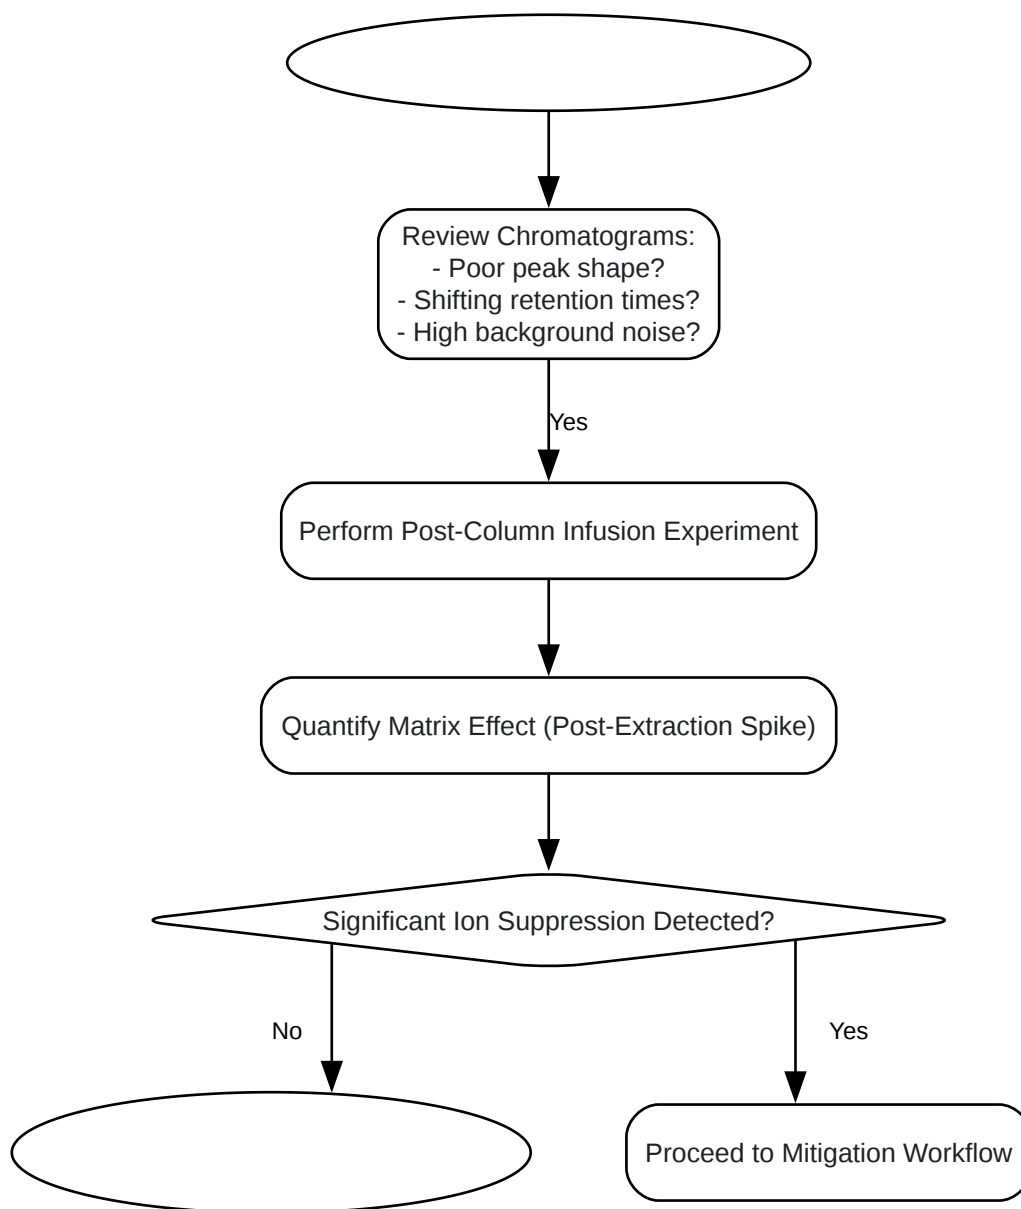 Review Chromatograms:
- Poor peak shape?
- Shifting retention times?
- High background noise?
Yes
Perform Post-Column Infusion Experiment
Quantify Matrix Effect (Post-Extraction Spike)
Significant Ion Suppression Detected?
No
Yes
Proceed to Mitigation Workflow